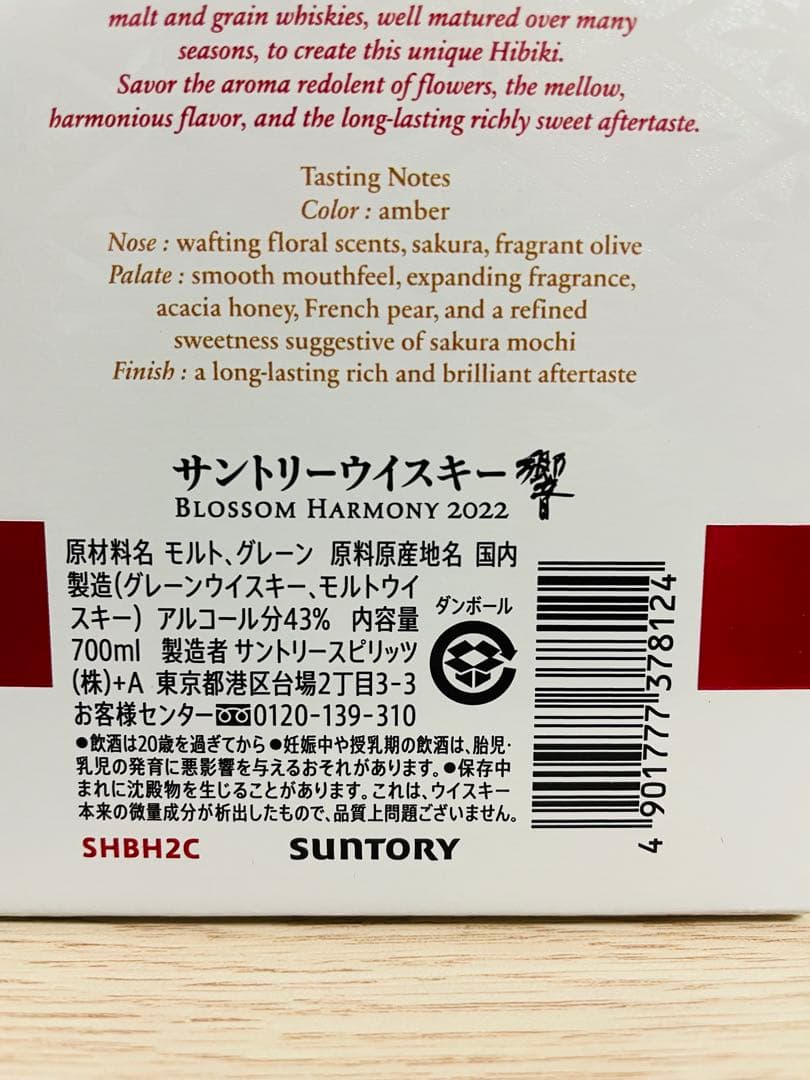 malt and grain whiskies, well matured over many
seasons, to create this unique Hibiki.
Savor the aroma redolent of flowers, the mellow,
harmonious flavor, and the long-lasting richly sweet aftertaste.
Tasting Notes
Color : amber
Nose : wafting floral scents, sakura, fragrant olive
Palate : smooth mouthfeel, expanding fragrance,
acacia honey, French pear, and a refined
sweetness suggestive of sakura mochi
Finish : a long-lasting rich and brilliant aftertaste
サントリーウイスキー響
BLOSSOM HARMONY 2022
原材料名 モルト、グレーン 原料原産地名 国内
製造(グレーンウイスキー、モルトウイ
スキー) アルコール分43% 内容量
700ml 製造者 サントリースピリッツ
(株)+A 東京都港区台場2丁目3-3
お客様センター0120-139-310
●飲酒は20歳を過ぎてから●妊娠中や授乳期の飲酒は、胎児・
乳児の発育に悪影響を与えるおそれがあります。●保存中
まれに沈殿物を生じることがあります。これは、ウイスキー
本来の微量成分が析出したもので、品質上問題ございません。
ダンボール
4 901777 378124
SHBH2C
SUNTORY